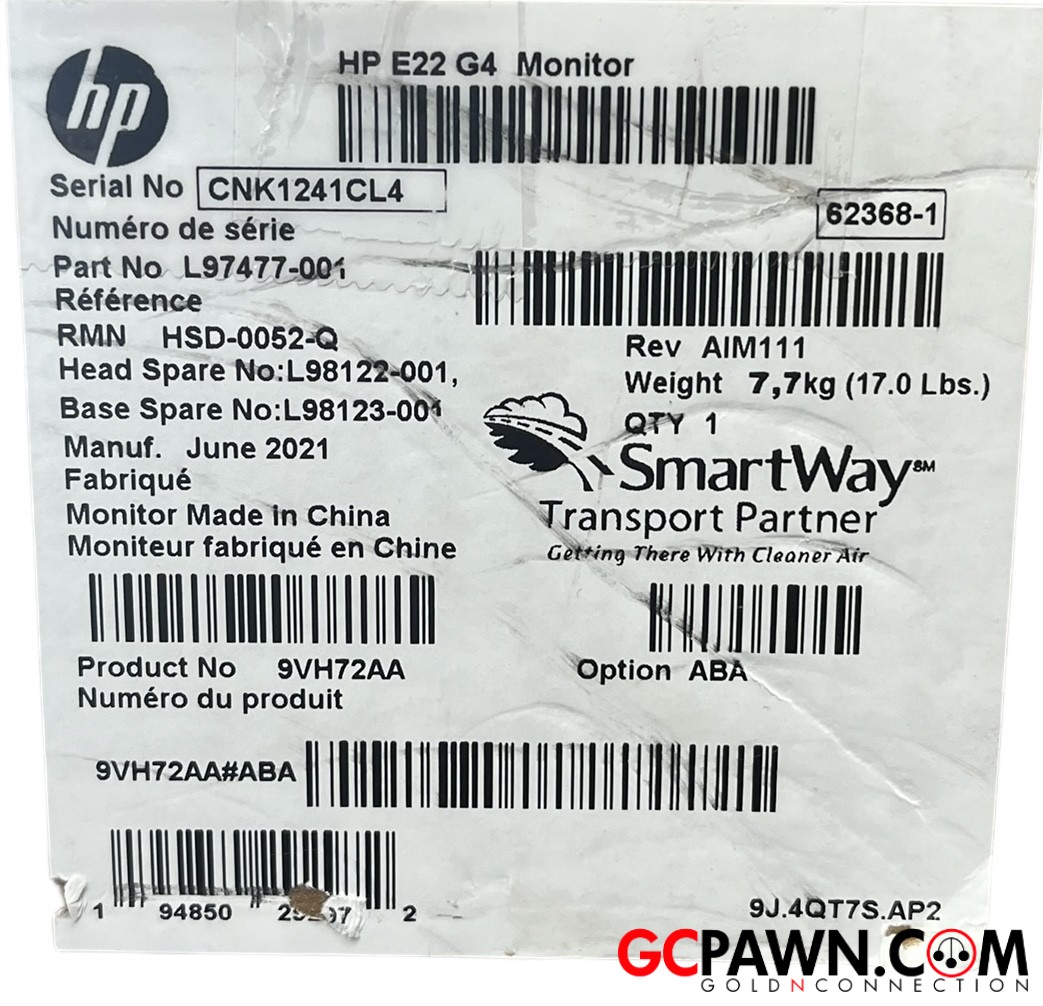 hp
HP E22 G4 Monitor
Serial No CNK1241CL4
Numéro de série
62368-1
Part No L97477-001
Référence
RMN HSD-0052-Q
Rev AIM111
Head Spare No:L98122-001,
Weight 7,7kg (17.0 Lbs.)
Base Spare No:L98123-001
QTY 1
Manuf. June 2021
Fabriqué
SmartWay℠
Transport Partner
Getting There With Cleaner Air
Monitor Made in China
Moniteur fabriqué en Chine
Product No 9VH72AA
Option ABA
Numéro du produit
9VH72AA#ABA
1 94850 2 7 2
9J.4QT7S.AP2
GCPAWN.COM
GOLDNCONNECTION